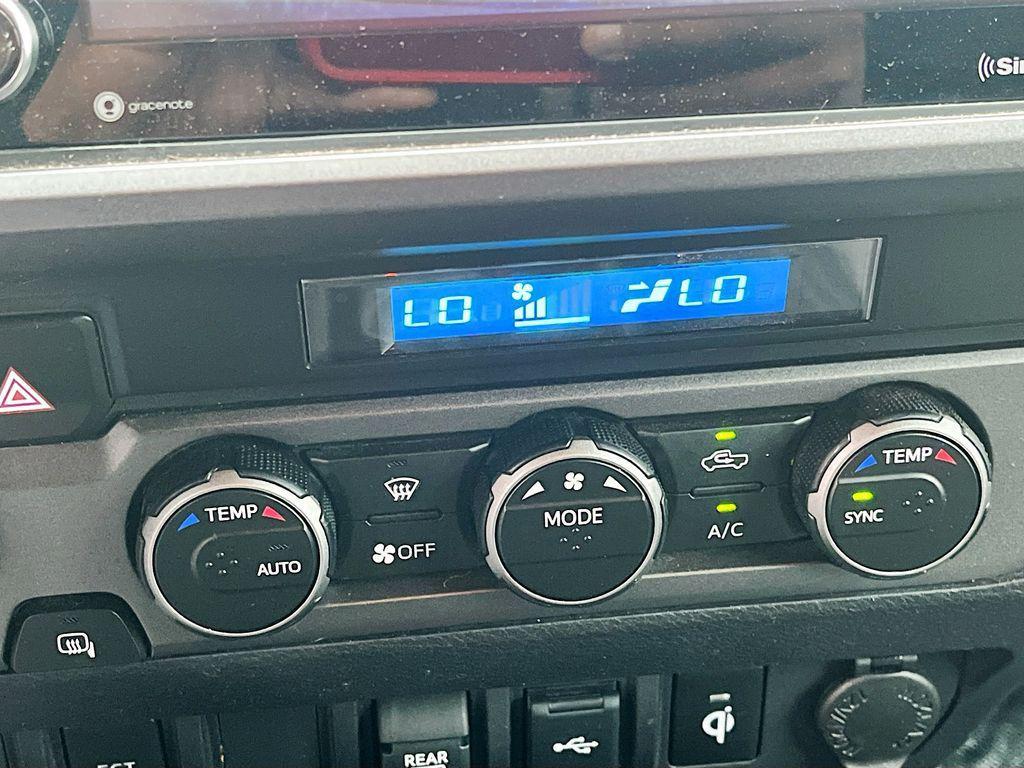 gracenote
LO
LO
TEMP
AUTO
OFF
MODE
A/C
TEMP
SYNC
REAR